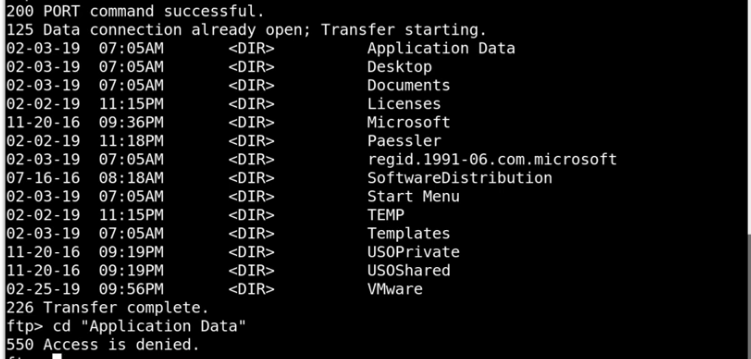 200 PORT command successful.
125 Data connection already open; Transfer starting.
02-03-19  07:05AM       <DIR>          Application Data
02-03-19  07:05AM       <DIR>          Desktop
02-03-19  07:05AM       <DIR>          Documents
02-02-19  11:15PM       <DIR>          Licenses
11-20-16  09:36PM       <DIR>          Microsoft
02-02-19  11:18PM       <DIR>          Paessler
02-03-19  07:05AM       <DIR>          regid.1991-06.com.microsoft
07-16-16  08:18AM       <DIR>          SoftwareDistribution
02-03-19  07:05AM       <DIR>          Start Menu
02-02-19  11:15PM       <DIR>          TEMP
02-03-19  07:05AM       <DIR>          Templates
11-20-16  09:19PM       <DIR>          USOPrivate
11-20-16  09:19PM       <DIR>          USOShared
02-25-19  09:56PM       <DIR>          VMware
226 Transfer complete.
ftp> cd "Application Data"
550 Access is denied.